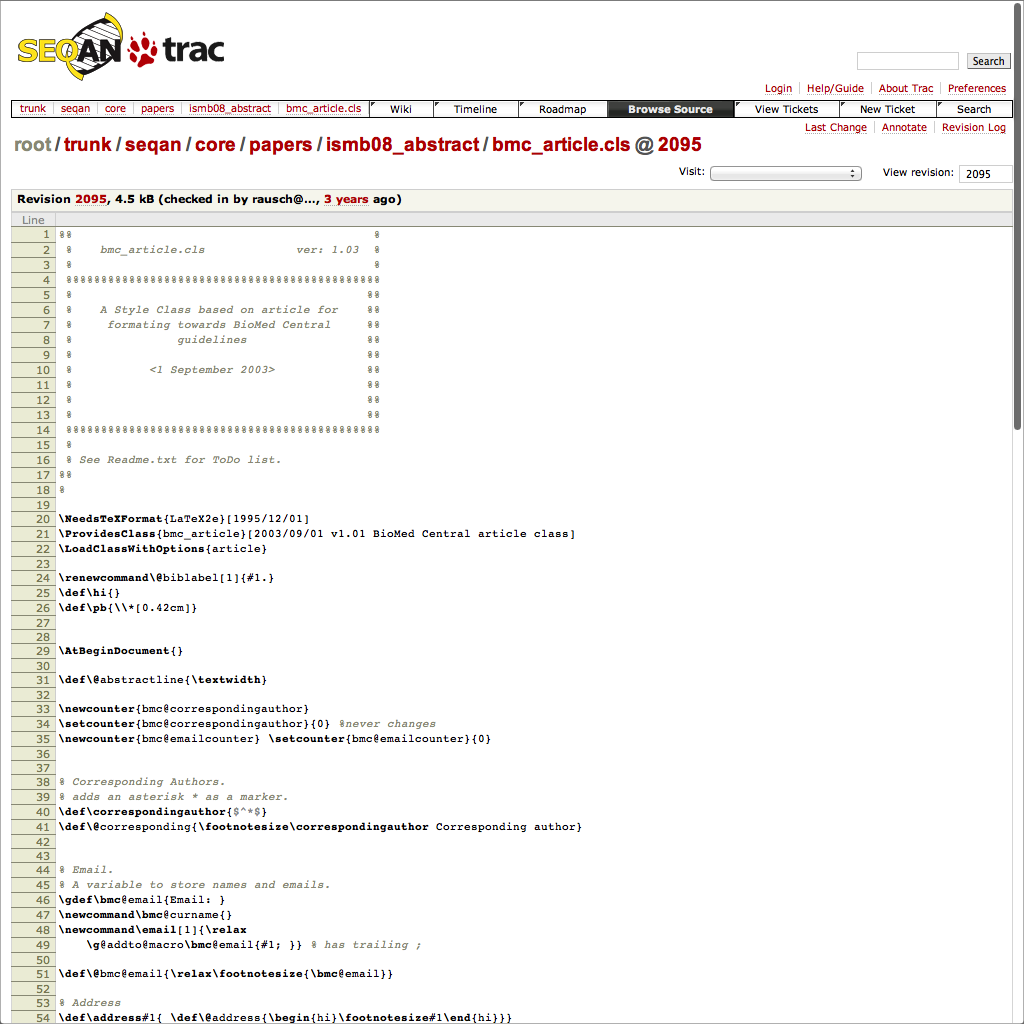 SEQAN trac
Search
Login Help/Guide About Trac Preferences
trunk seqan core papers ismb08_abstract bmc_article.cls Wiki Timeline Roadmap Browse Source View Tickets New Ticket Search
Last Change Annotate Revision Log
root/trunk/seqan/core/papers/ismb08_abstract/bmc_article.cls @ 2095
Visit: View revision: 2095
Revision 2095, 4.5 kB (checked in by rausch@..., 3 years ago)
Line
1 %% %
2 % bmc_article.cls ver: 1.03 %
3 % %
4 %%%%%%%%%%%%%%%%%%%%%%%%%%%%%%%%%%%%%%%%%%%%%
5 % %%
6 % A Style Class based on article for %%
7 % formating towards BioMed Central %%
8 % guidelines %%
9 % %%
10 % <1 September 2003> %%
11 % %%
12 % %%
13 % %%
14 %%%%%%%%%%%%%%%%%%%%%%%%%%%%%%%%%%%%%%%%%%%%%
15 %
16 % See Readme.txt for ToDo list.
17 %%
18 %
19
20 \NeedsTeXFormat{LaTeX2e}[1995/12/01]
21 \ProvidesClass{bmc_article}[2003/09/01 v1.01 BioMed Central article class]
22 \LoadClassWithOptions{article}
23
24 \renewcommand\@biblabel[1]{#1.}
25 \def\hi{}
26 \def\pb{\\*[0.42cm]}
27
28
29 \AtBeginDocument{}
30
31 \def\@abstractline{\textwidth}
32
33 \newcounter{bmc@correspondingauthor}
34 \setcounter{bmc@correspondingauthor}{0} %never changes
35 \newcounter{bmc@emailcounter} \setcounter{bmc@emailcounter}{0}
36
37
38 % Corresponding Authors.
39 % adds an asterisk * as a marker.
40 \def\correspondingauthor{$^*$}
41 \def\@corresponding{\footnotesize\correspondingauthor Corresponding author}
42
43
44 % Email.
45 % A variable to store names and emails.
46 \gdef\bmc@email{Email: }
47 \newcommand\bmc@curname{}
48 \newcommand\email[1]{\relax
49 \g@addto@macro\bmc@email{#1; }} % has trailing ;
50
51 \def\@bmc@email{\relax\footnotesize{\bmc@email}}
52
53 % Address
54 \def\address#1{ \def\@address{\begin{hi}\footnotesize#1\end{hi}}}